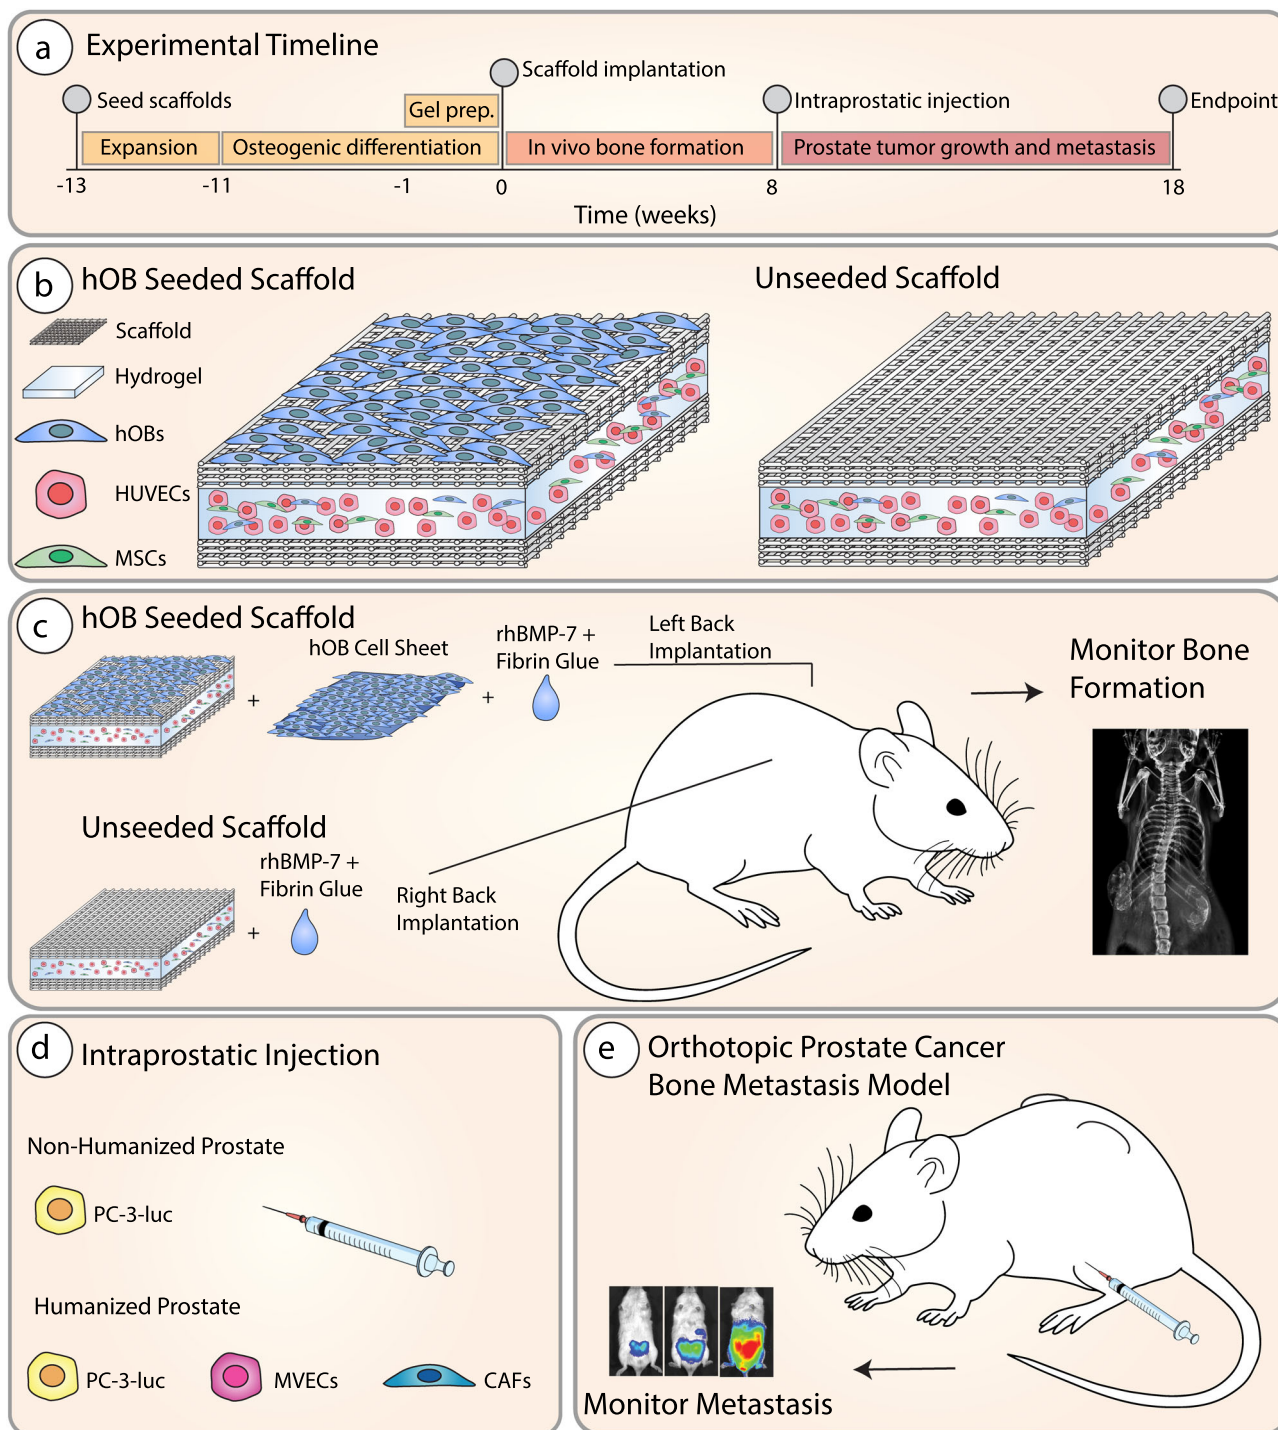 a
Experimental Timeline
Scaffold implantation
Seed scaffolds
Intraprostatic injection
Endpoint
Gel prep.
Expansion
Osteogenic differentiation
In vivo bone formation
Prostate tumor growth and metastasis
-13
-11
-1
0
8
18
Time (weeks)
b
hOB Seeded Scaffold
Unseeded Scaffold
Scaffold
Hydrogel
hOBs
HUVECs
MSCs
c
hOB Seeded Scaffold
hOB Cell Sheet
rhBMP-7 +
Fibrin Glue
Left Back
Implantation
+
+
Monitor Bone
Formation
Unseeded Scaffold
rhBMP-7 +
Fibrin Glue
+
Right Back
Implantation
d
Intraprostatic Injection
Non-Humanized Prostate
PC-3-luc
Humanized Prostate
PC-3-luc
MVECs
CAFs
e
Orthotopic Prostate Cancer
Bone Metastasis Model
Monitor Metastasis